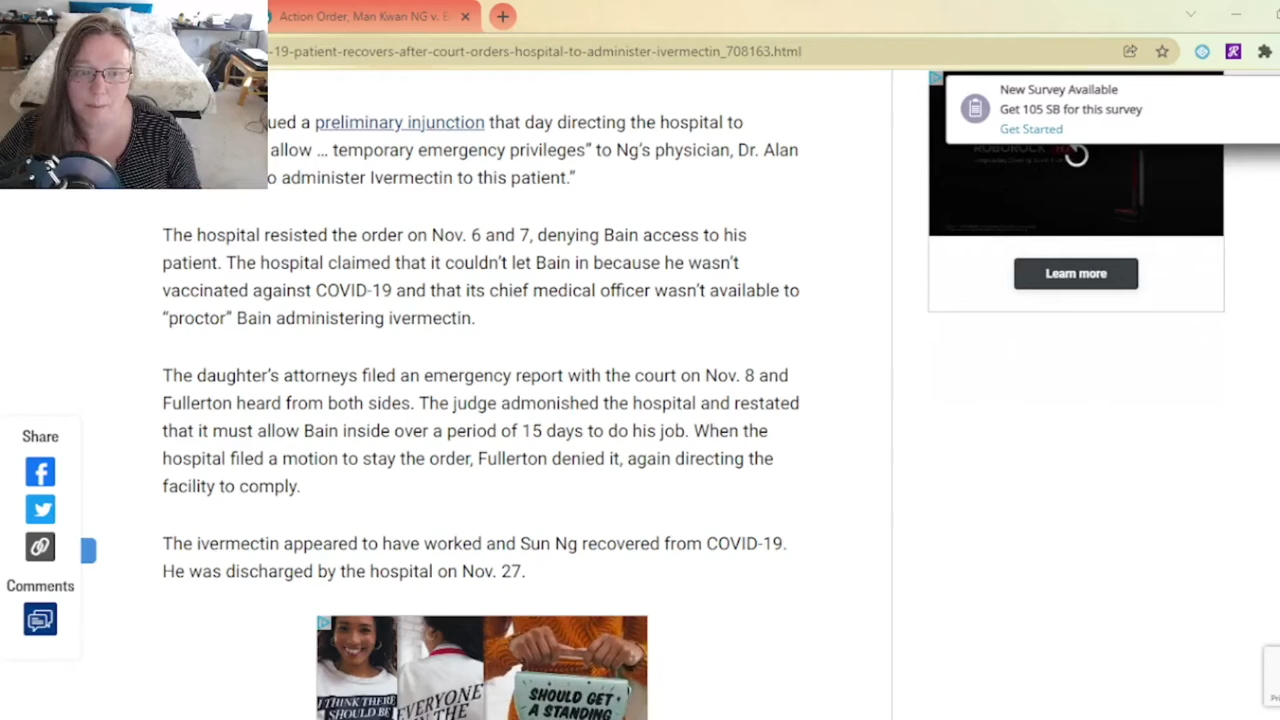 Action Order, Man Kwan NG v. E
-19-patient-recovers-after-court-orders-hospital-to-administer-ivermectin_708163.html
New Survey Available
Get 105 SB for this survey
Get Started
ued a preliminary injunction that day directing the hospital to
allow … temporary emergency privileges” to Ng’s physician, Dr. Alan
o administer Ivermectin to this patient.”
Learn more
The hospital resisted the order on Nov. 6 and 7, denying Bain access to his
patient. The hospital claimed that it couldn’t let Bain in because he wasn’t
vaccinated against COVID-19 and that its chief medical officer wasn’t available to
“proctor” Bain administering ivermectin.
The daughter’s attorneys filed an emergency report with the court on Nov. 8 and
Fullerton heard from both sides. The judge admonished the hospital and restated
that it must allow Bain inside over a period of 15 days to do his job. When the
hospital filed a motion to stay the order, Fullerton denied it, again directing the
facility to comply.
Share
Comments
The ivermectin appeared to have worked and Sun Ng recovered from COVID-19.
He was discharged by the hospital on Nov. 27.
I THINK THERE
SHOULD BE
EVERYONE
THE
SHOULD GET
A STANDING